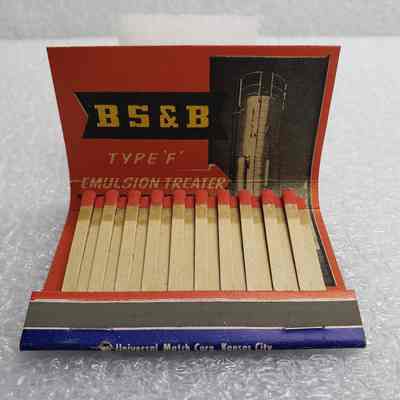 BS&B
TYPE 'F'
EMULSION TREATER
Universal Match Corp. Kansas City